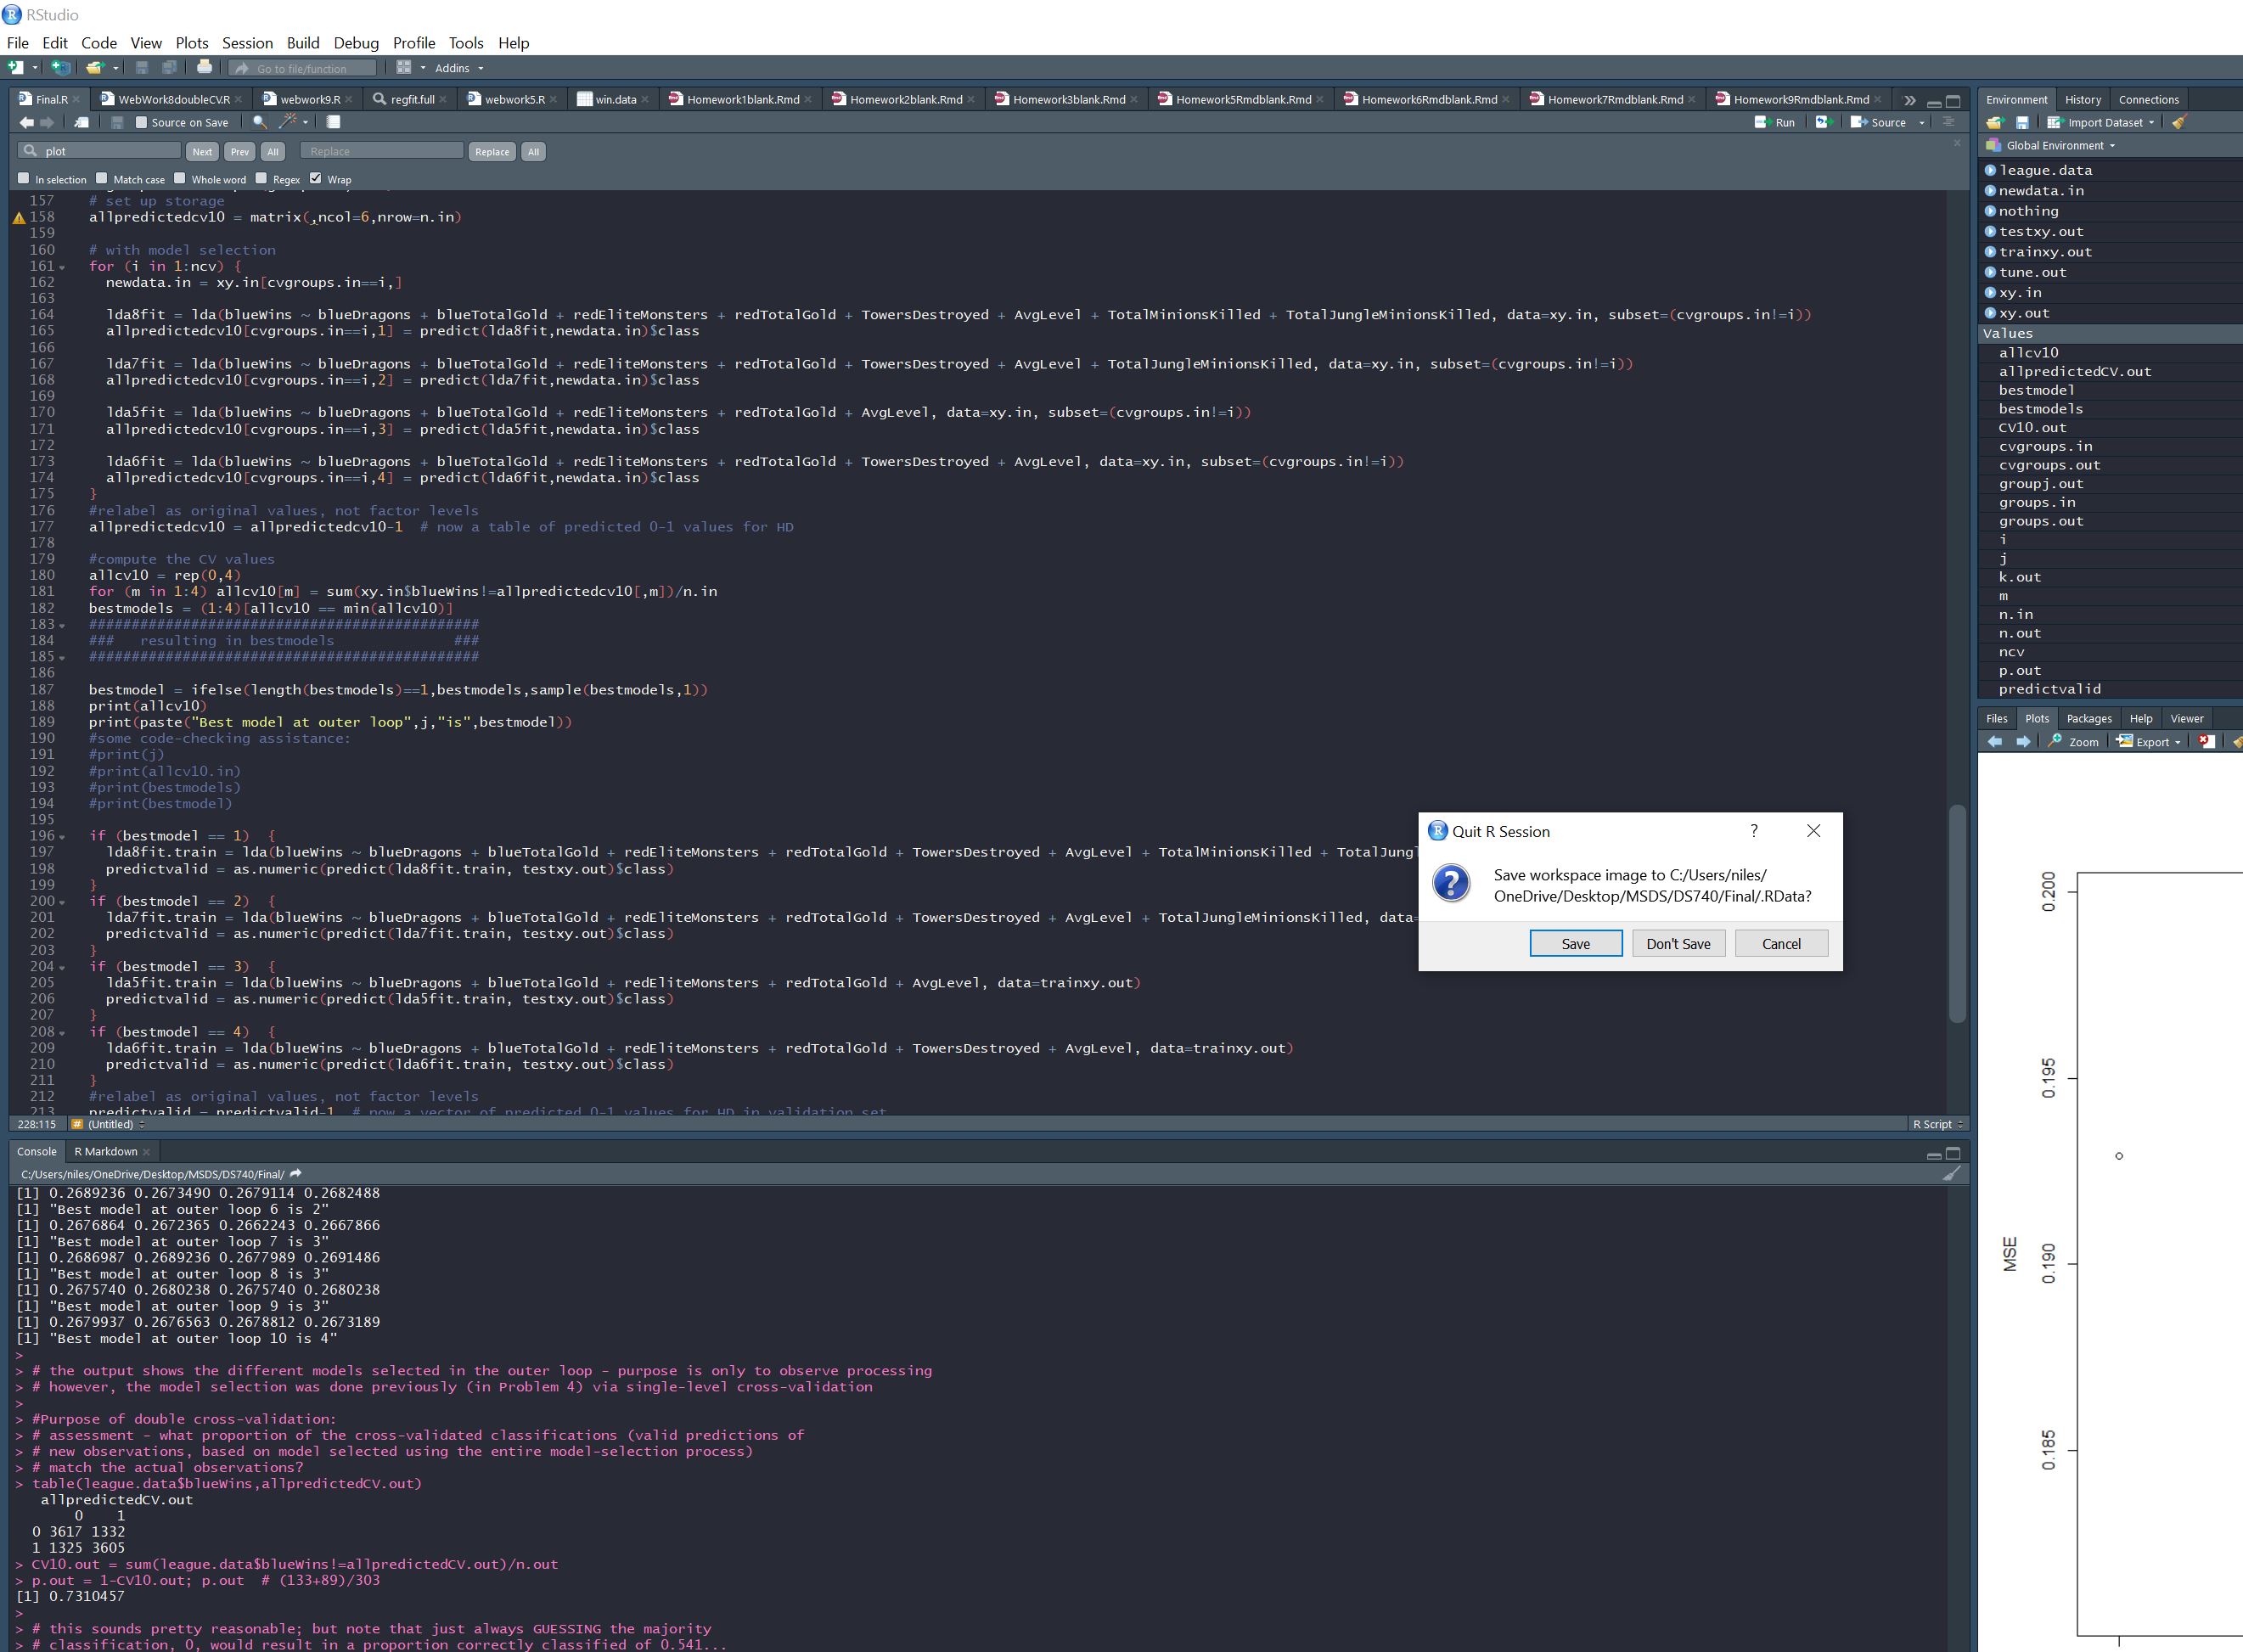 RStudio
File Edit Code View Plots Session Build Debug Profile Tools Help
Go to file/function Addins
Final.R WebWork8doubleCV.R webwork9.R regfit.full webwork5.R win.data Homework1blank.Rmd Homework2blank.Rmd Homework3blank.Rmd Homework5Rmdblank.Rmd Homework6Rmdblank.Rmd Homework7Rmdblank.Rmd Homework9Rmdblank.Rmd
Source on Save Run Source
plot Next Prev All Replace Replace All
In selection Match case Whole word Regex Wrap
157 # set up storage
158 allpredictedcv10 = matrix(,ncol=6,nrow=n.in)
159
160 # with model selection
161 for (i in 1:ncv) {
162 newdata.in = xy.in[cvgroups.in==i,]
163
164 lda8fit = lda(blueWins ~ blueDragons + blueTotalGold + redEliteMonsters + redTotalGold + TowersDestroyed + AvgLevel + TotalMinionsKilled + TotalJungleMinionsKilled, data=xy.in, subset=(cvgroups.in!=i))
165 allpredictedcv10[cvgroups.in==i,1] = predict(lda8fit,newdata.in)$class
166
167 lda7fit = lda(blueWins ~ blueDragons + blueTotalGold + redEliteMonsters + redTotalGold + TowersDestroyed + AvgLevel + TotalJungleMinionsKilled, data=xy.in, subset=(cvgroups.in!=i))
168 allpredictedcv10[cvgroups.in==i,2] = predict(lda7fit,newdata.in)$class
169
170 lda5fit = lda(blueWins ~ blueDragons + blueTotalGold + redEliteMonsters + redTotalGold + AvgLevel, data=xy.in, subset=(cvgroups.in!=i))
171 allpredictedcv10[cvgroups.in==i,3] = predict(lda5fit,newdata.in)$class
172
173 lda6fit = lda(blueWins ~ blueDragons + blueTotalGold + redEliteMonsters + redTotalGold + TowersDestroyed + AvgLevel, data=xy.in, subset=(cvgroups.in!=i))
174 allpredictedcv10[cvgroups.in==i,4] = predict(lda6fit,newdata.in)$class
175 }
176 #relabel as original values, not factor levels
177 allpredictedcv10 = allpredictedcv10-1 # now a table of predicted 0-1 values for HD
178
179 #compute the CV values
180 allcv10 = rep(0,4)
181 for (m in 1:4) allcv10[m] = sum(xy.in$blueWins!=allpredictedcv10[,m])/n.in
182 bestmodels = (1:4)[allcv10 == min(allcv10)]
183 ##############################################
184 ### resulting in bestmodels ###
185 ##############################################
186
187 bestmodel = ifelse(length(bestmodels)==1,bestmodels,sample(bestmodels,1))
188 print(allcv10)
189 print(paste("Best model at outer loop",j,"is",bestmodel))
190 #some code-checking assistance:
191 #print(j)
192 #print(allcv10.in)
193 #print(bestmodels)
194 #print(bestmodel)
195
196 if (bestmodel == 1) {
197 lda8fit.train = lda(blueWins ~ blueDragons + blueTotalGold + redEliteMonsters + redTotalGold + TowersDestroyed + AvgLevel + TotalMinionsKilled + TotalJungl
198 predictvalid = as.numeric(predict(lda8fit.train, testxy.out)$class)
199 }
200 if (bestmodel == 2) {
201 lda7fit.train = lda(blueWins ~ blueDragons + blueTotalGold + redEliteMonsters + redTotalGold + TowersDestroyed + AvgLevel + TotalJungleMinionsKilled, data=
202 predictvalid = as.numeric(predict(lda7fit.train, testxy.out)$class)
203 }
204 if (bestmodel == 3) {
205 lda5fit.train = lda(blueWins ~ blueDragons + blueTotalGold + redEliteMonsters + redTotalGold + AvgLevel, data=trainxy.out)
206 predictvalid = as.numeric(predict(lda5fit.train, testxy.out)$class)
207 }
208 if (bestmodel == 4) {
209 lda6fit.train = lda(blueWins ~ blueDragons + blueTotalGold + redEliteMonsters + redTotalGold + TowersDestroyed + AvgLevel, data=trainxy.out)
210 predictvalid = as.numeric(predict(lda6fit.train, testxy.out)$class)
211 }
212 #relabel as original values, not factor levels
213 predictvalid = predictvalid-1 # now a vector of predicted 0-1 values for HD in validation set
228:115 (Untitled) R Script
Quit R Session ?
Save workspace image to C:/Users/niles/
OneDrive/Desktop/MSDS/DS740/Final/.RData?
Save Don't Save Cancel
Console R Markdown
C:/Users/niles/OneDrive/Desktop/MSDS/DS740/Final/
[1] 0.2689236 0.2673490 0.2679114 0.2682488
[1] "Best model at outer loop 6 is 2"
[1] 0.2676864 0.2672365 0.2662243 0.2667866
[1] "Best model at outer loop 7 is 3"
[1] 0.2686987 0.2689236 0.2677989 0.2691486
[1] "Best model at outer loop 8 is 3"
[1] 0.2675740 0.2680238 0.2675740 0.2680238
[1] "Best model at outer loop 9 is 3"
[1] 0.2679937 0.2676563 0.2678812 0.2673189
[1] "Best model at outer loop 10 is 4"
>
> # the output shows the different models selected in the outer loop - purpose is only to observe processing
> # however, the model selection was done previously (in Problem 4) via single-level cross-validation
>
> #Purpose of double cross-validation:
> # assessment - what proportion of the cross-validated classifications (valid predictions of
> # new observations, based on model selected using the entire model-selection process)
> # match the actual observations?
> table(league.data$blueWins,allpredictedCV.out)
allpredictedCV.out
0 1
0 3617 1332
1 1325 3605
> CV10.out = sum(league.data$blueWins!=allpredictedCV.out)/n.out
> p.out = 1-CV10.out; p.out # (133+89)/303
[1] 0.7310457
>
> # this sounds pretty reasonable; but note that just always GUESSING the majority
> # classification, 0, would result in a proportion correctly classified of 0.541...
Environment History Connections
Import Dataset
Global Environment
league.data
newdata.in
nothing
testxy.out
trainxy.out
tune.out
xy.in
xy.out
Values
allcv10
allpredictedCV.out
bestmodel
bestmodels
CV10.out
cvgroups.in
cvgroups.out
groupj.out
groups.in
groups.out
i
j
k.out
m
n.in
n.out
ncv
p.out
predictvalid
Files Plots Packages Help Viewer
Zoom Export
0.200
0.195
0.190
0.185
MSE